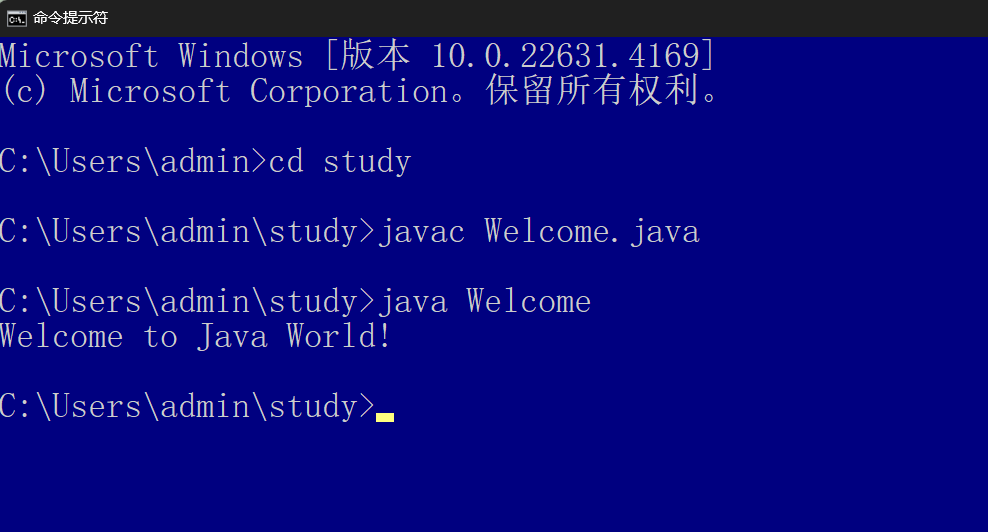 命令提示符
Microsoft Windows [版本 10.0.22631.4169]
(c) Microsoft Corporation。保留所有权利。
C:\Users\admin>cd study
C:\Users\admin\study>javac Welcome.java
C:\Users\admin\study>java Welcome
Welcome to Java World!
C:\Users\admin\study>